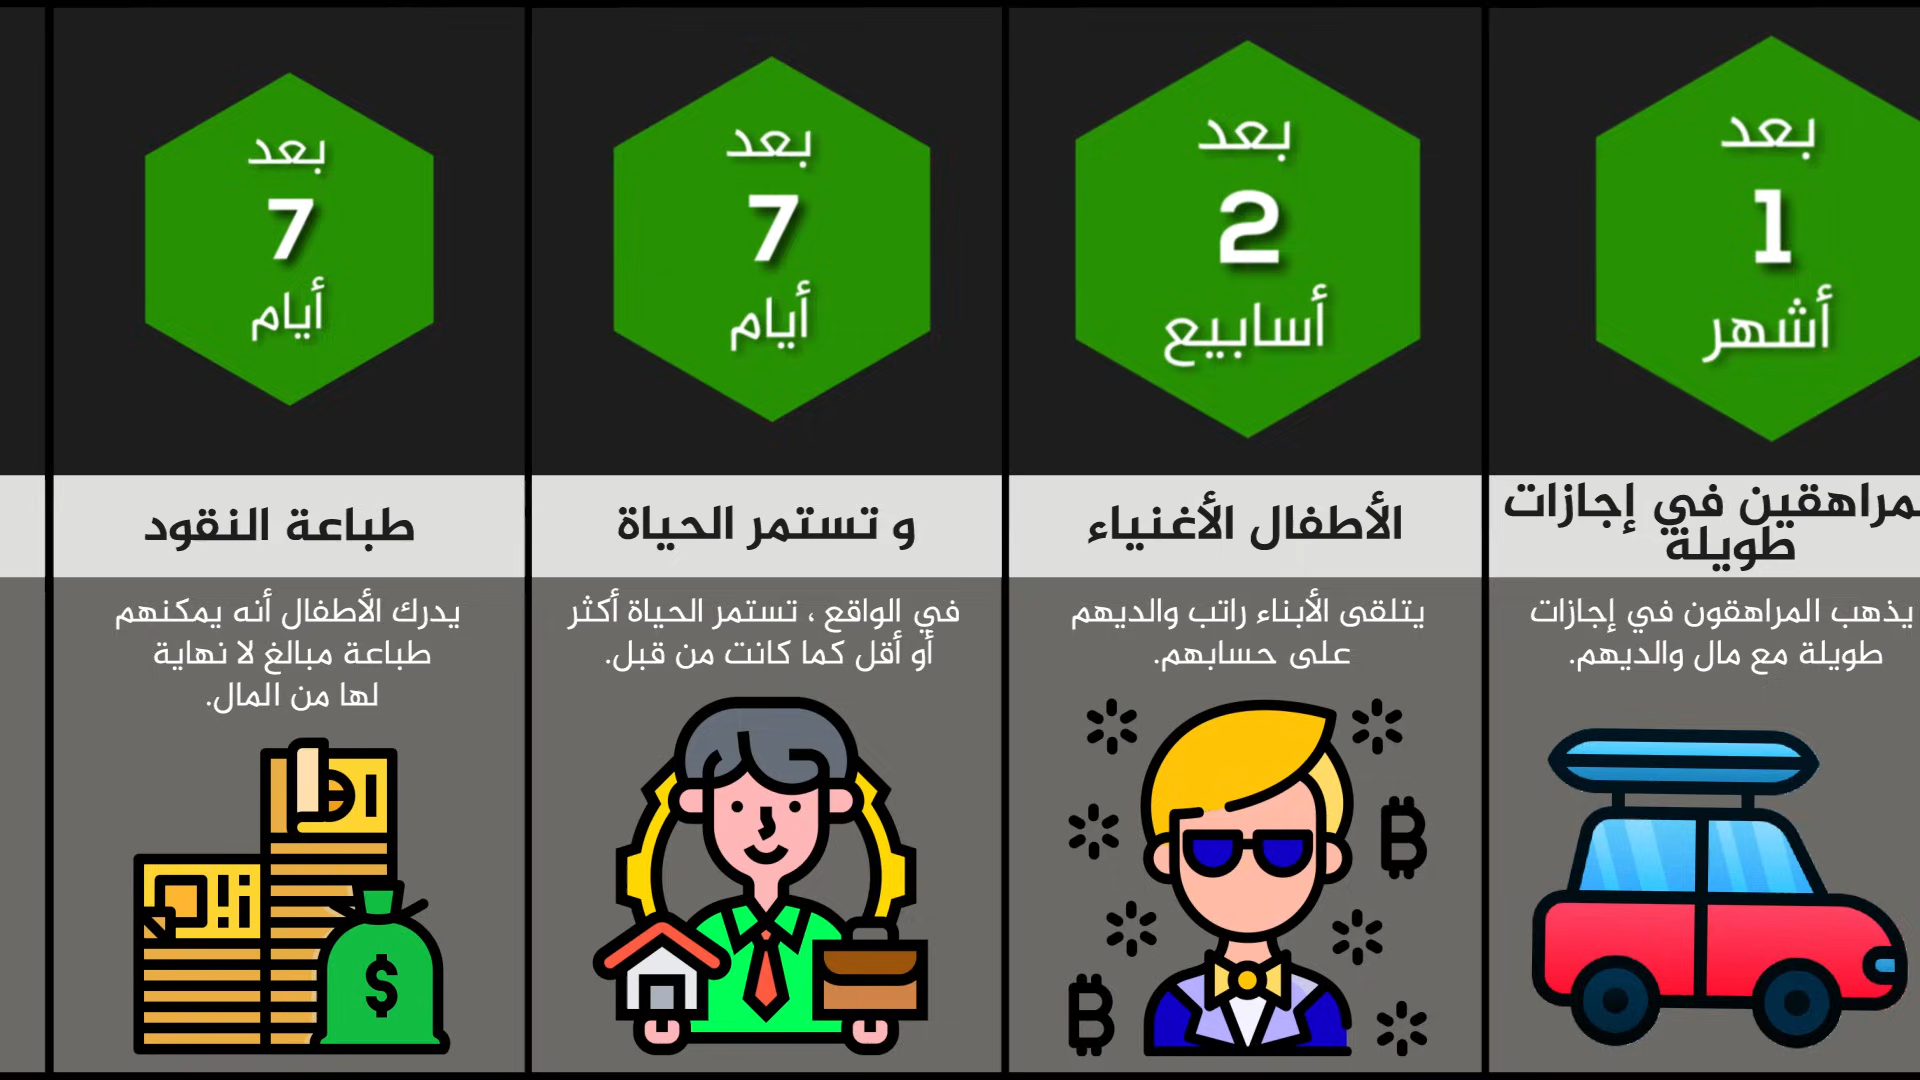 بعد
7
أيام
طباعة النقود
يدرك الأطفال أنه يمكنهم
طباعة مبالغ لا نهاية
لها من المال.
بعد
7
أيام
و تستمر الحياة
في الواقع ، تستمر الحياة أكثر
أو أقل كما كانت من قبل.
بعد
2
أسابيع
الأطفال الأغنياء
يتلقى الأبناء راتب والديهم
على حسابهم.
بعد
1
أشهر
مراهقين في إجازات
طويلة
يذهب المراهقون في إجازات
طويلة مع مال والديهم.